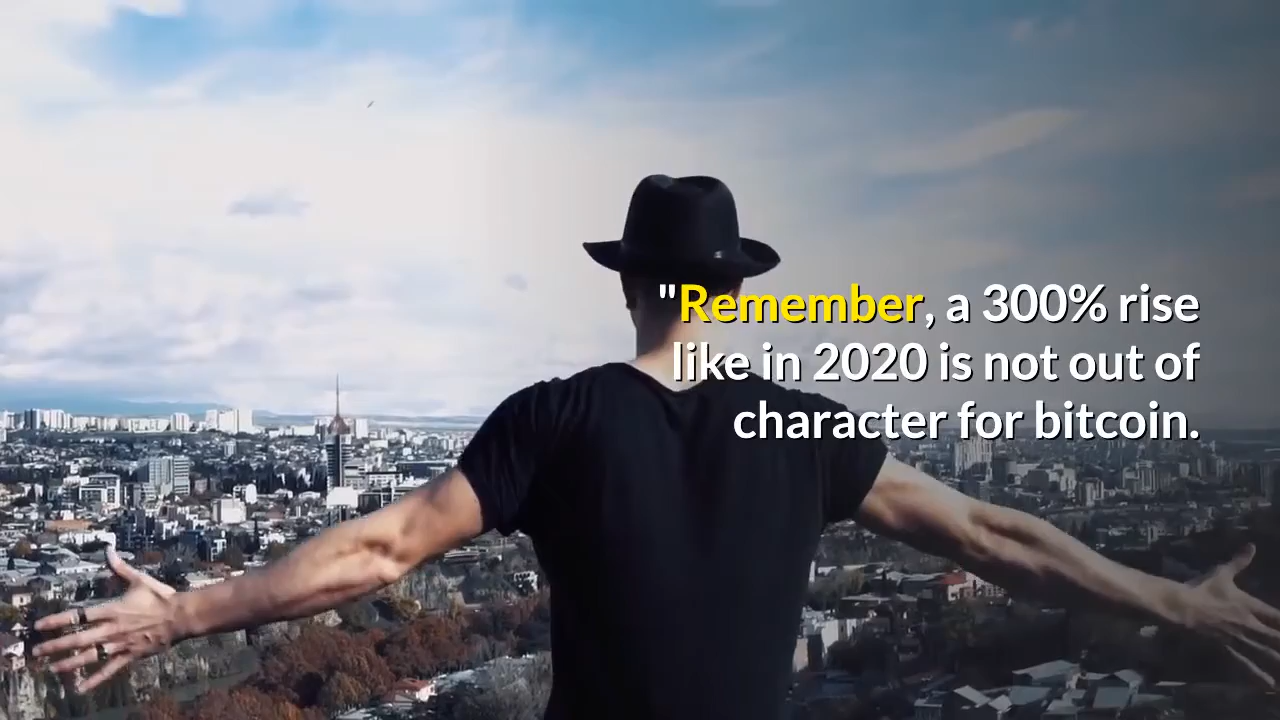 "Remember, a 300% rise
like in 2020 is not out of
character for bitcoin.